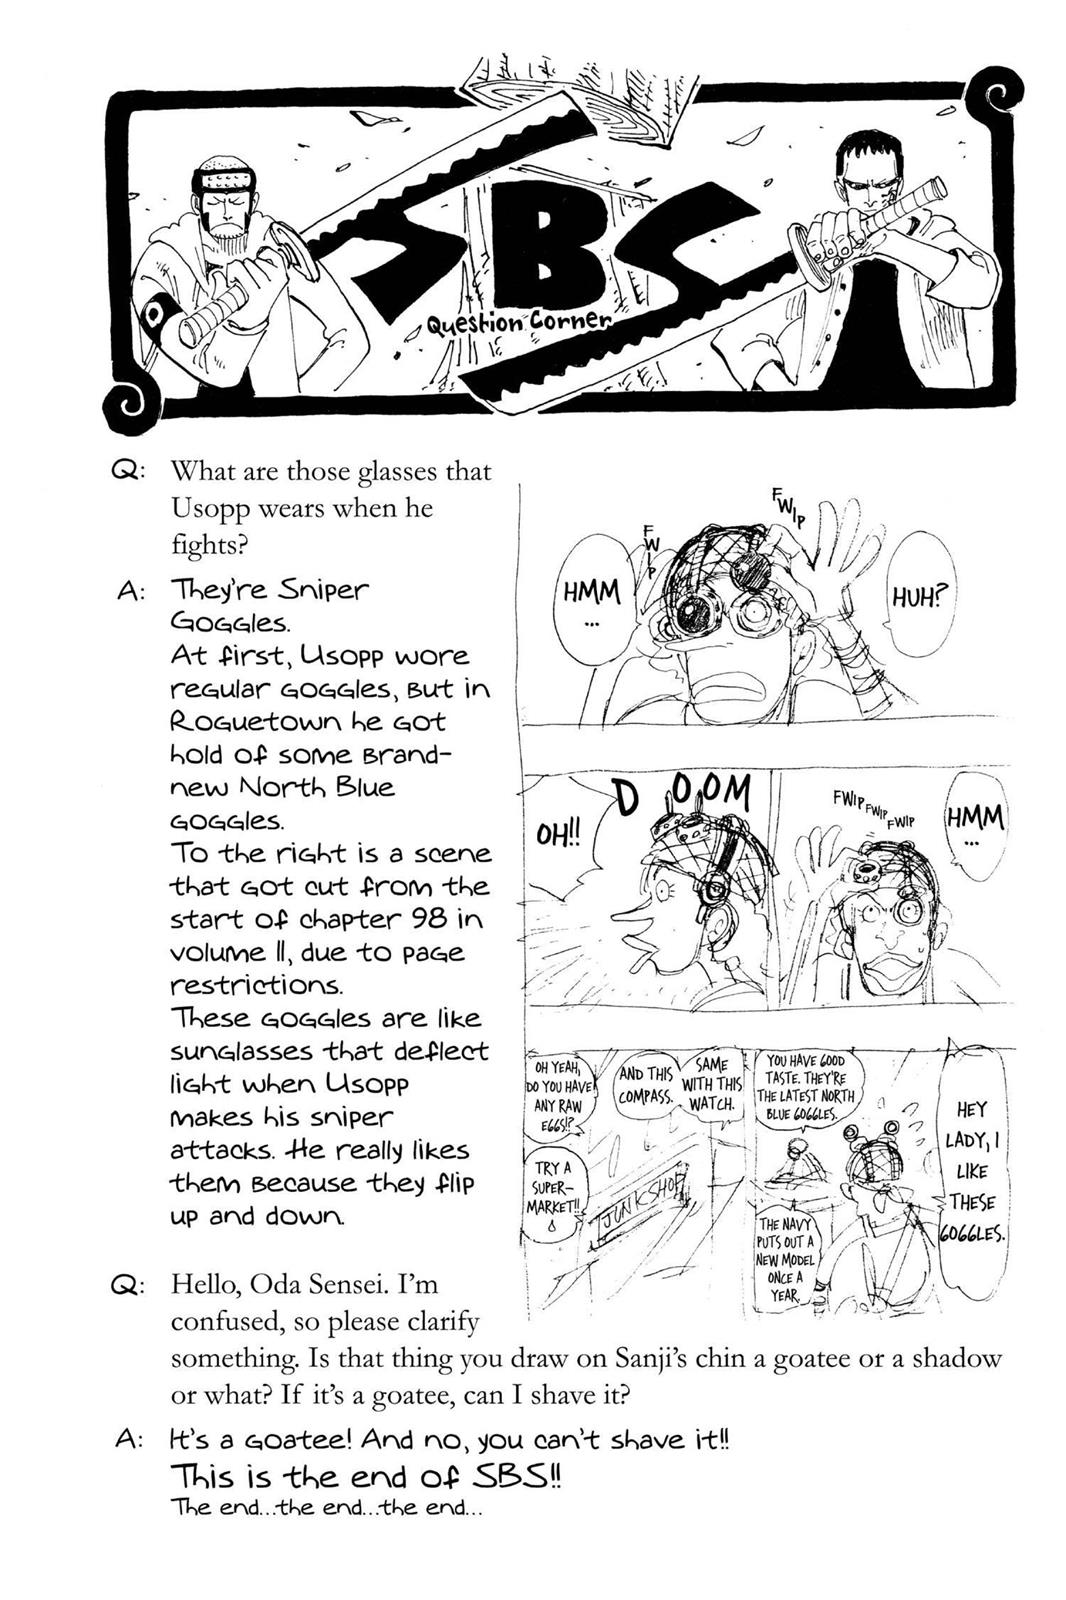 SBS
Question Corner
Q: What are those glasses that
Usopp wears when he
fights?
A: They're Sniper
Goggles.
At first, Usopp wore
regular goggles, but in
Roguetown he got
hold of some brand-
new North Blue
goggles.
To the right is a scene
that got cut from the
start of chapter 98 in
volume 11, due to page
restrictions.
These goggles are like
sunglasses that deflect
light when Usopp
makes his sniper
attacks. He really likes
them because they flip
up and down.
FWIP
FWIP
HUH?
HMM
...
HMM
...
FWIP FWIP FWIP
DOOM
OH!!
HEY
LADY, I
LIKE
THESE
GOGGLES.
YOU HAVE GOOD
TASTE. THEY'RE
THE LATEST NORTH
BLUE GOGGLES.
THE NAVY
PUTS OUT A
NEW MODEL
ONCE A
YEAR.
SAME
WITH THIS
WATCH.
AND THIS
COMPASS.
OH YEAH,
DO YOU HAVE
ANY RAW
EGGS!?
TRY A
SUPER-
MARKET!!
JUNK SHOP
Q: Hello, Oda Sensei. I'm
confused, so please clarify
something. Is that thing you draw on Sanji's chin a goatee or a shadow
or what? If it's a goatee, can I shave it?
A: It's a goatee! And no, you can't shave it!!
This is the end of SBS!!
The end...the end...the end...